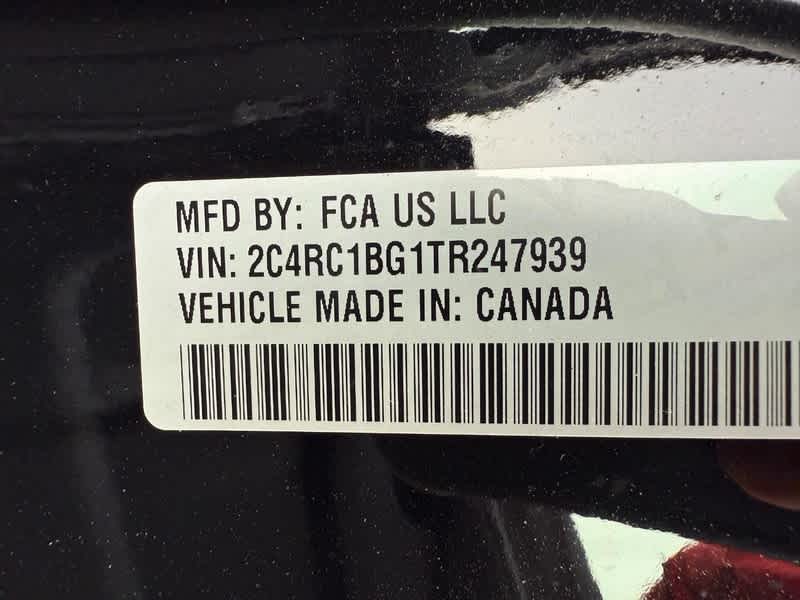 MFD BY: FCA US LLC
VIN: 2C4RC1BG1TR247939
VEHICLE MADE IN: CANADA